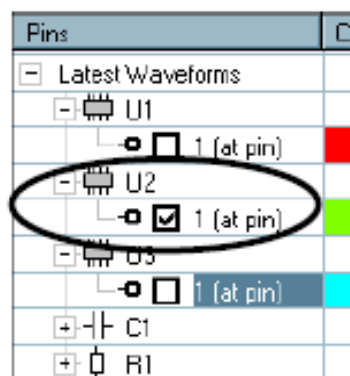 Pins
C
Latest Waveforms
U1
1 (at pin)
U2
1 (at pin)
U3
1 (at pin)
C1
R1